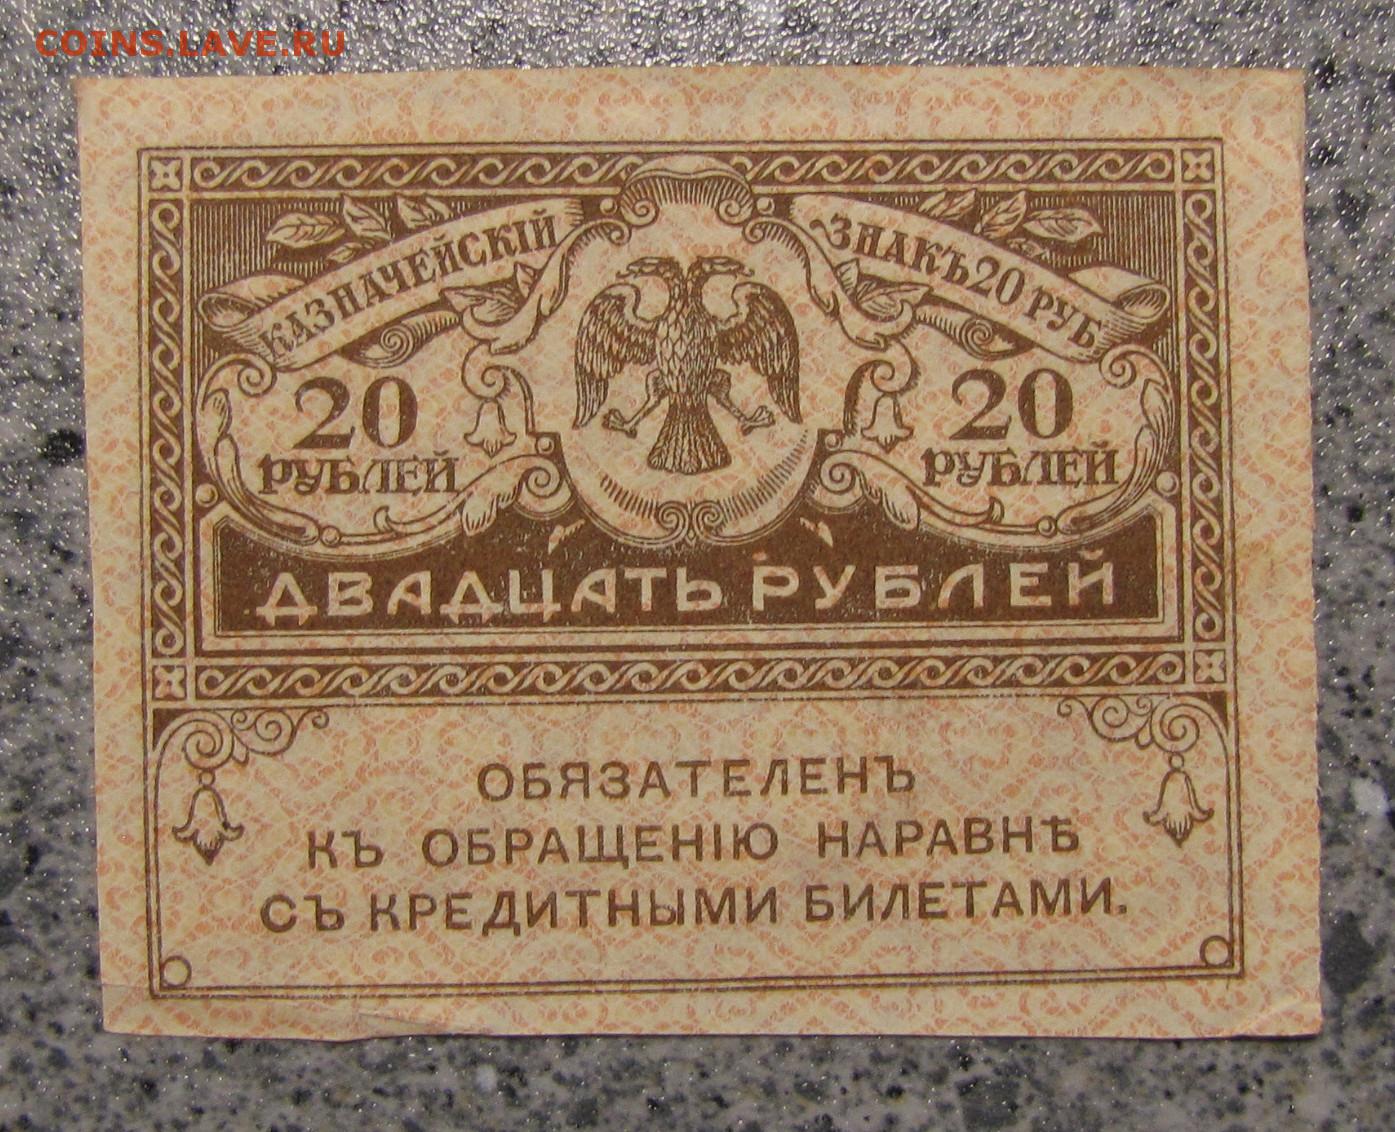 COINS.LAVE.RU
КАЗНАЧЕЙСКІЙ ЗНАКЪ 20 РУБ
20 20
РУБЛЕЙ РУБЛЕЙ
ДВАДЦАТЬ РУБЛЕЙ
ОБЯЗАТЕЛЕНЪ
КЪ ОБРАЩЕНІЮ НАРАВНѢ
СЪ КРЕДИТНЫМИ БИЛЕТАМИ.